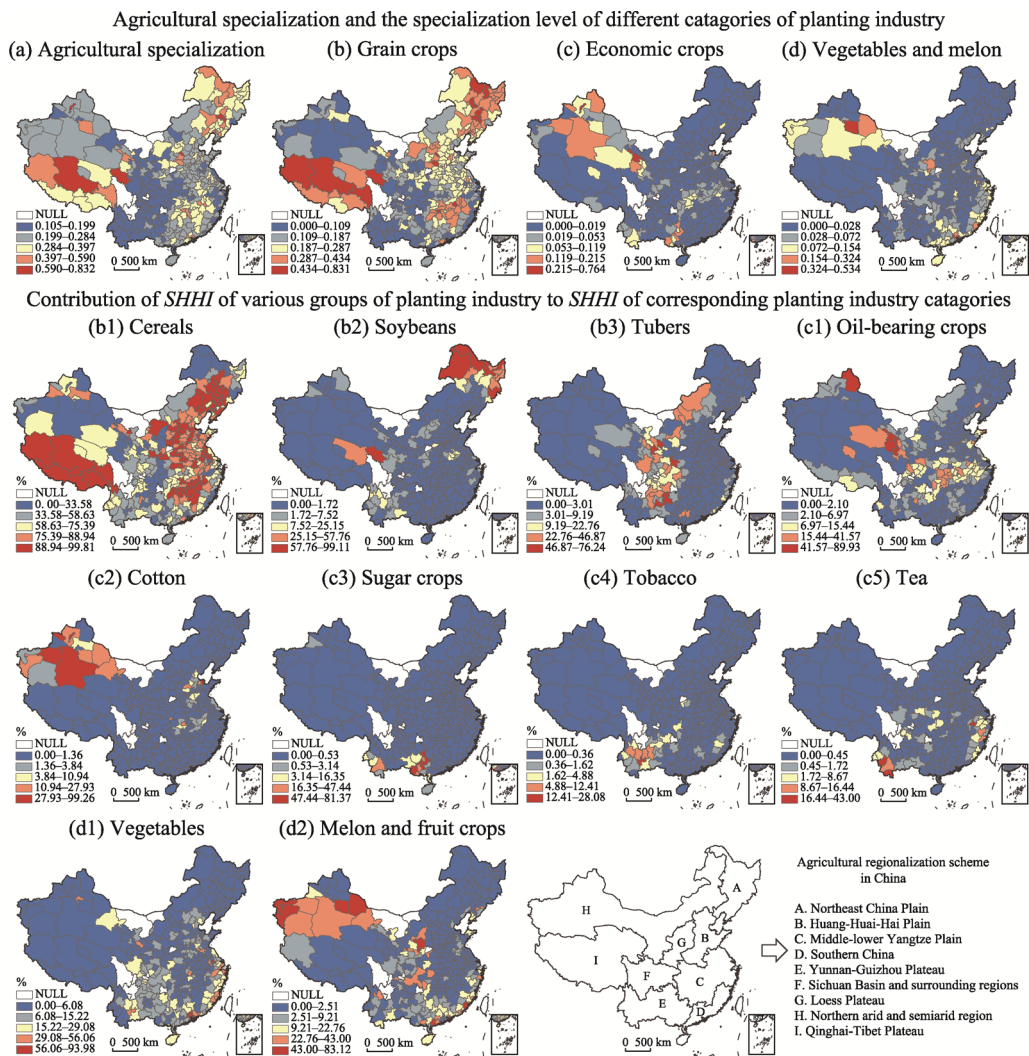 Agricultural specialization and the specialization level of different catagories of planting industry
(a) Agricultural specialization
(b) Grain crops
(c) Economic crops
(d) Vegetables and melon
NULL
0.105–0.199
0.199–0.284
0.284–0.397
0.397–0.590
0.590–0.832
0 500 km
NULL
0.000–0.109
0.109–0.187
0.187–0.287
0.287–0.434
0.434–0.831
0 500 km
NULL
0.000–0.019
0.019–0.053
0.053–0.119
0.119–0.215
0.215–0.764
0 500 km
NULL
0.000–0.028
0.028–0.072
0.072–0.154
0.154–0.324
0.324–0.534
0 500 km
Contribution of SHHI of various groups of planting industry to SHHI of corresponding planting industry catagories
(b1) Cereals
(b2) Soybeans
(b3) Tubers
(c1) Oil-bearing crops
%
NULL
0.00–33.58
33.58–58.63
58.63–75.39
75.39–88.94
88.94–99.81
0 500 km
%
NULL
0.00–1.72
1.72–7.52
7.52–25.15
25.15–57.76
57.76–99.11
0 500 km
%
NULL
0.00–3.01
3.01–9.19
9.19–22.76
22.76–46.87
46.87–76.24
0 500 km
%
NULL
0.00–2.10
2.10–6.97
6.97–15.44
15.44–41.57
41.57–89.93
0 500 km
(c2) Cotton
(c3) Sugar crops
(c4) Tobacco
(c5) Tea
%
NULL
0.00–1.36
1.36–3.84
3.84–10.94
10.94–27.93
27.93–99.26
0 500 km
%
NULL
0.00–0.53
0.53–3.14
3.14–16.35
16.35–47.44
47.44–81.37
0 500 km
%
NULL
0.00–0.36
0.36–1.62
1.62–4.88
4.88–12.41
12.41–28.08
0 500 km
%
NULL
0.00–0.45
0.45–1.72
1.72–8.67
8.67–16.44
16.44–43.00
0 500 km
(d1) Vegetables
(d2) Melon and fruit crops
%
NULL
0.00–6.08
6.08–15.22
15.22–29.08
29.08–56.06
56.06–93.98
0 500 km
%
NULL
0.00–2.51
2.51–9.21
9.21–22.76
22.76–43.00
43.00–83.12
0 500 km
A
H
B
G
I
F
C
E
D
Agricultural regionalization scheme
in China
A. Northeast China Plain
B. Huang-Huai-Hai Plain
C. Middle-lower Yangtze Plain
D. Southern China
E. Yunnan-Guizhou Plateau
F. Sichuan Basin and surrounding regions
G. Loess Plateau
H. Northern arid and semiarid region
I. Qinghai-Tibet Plateau